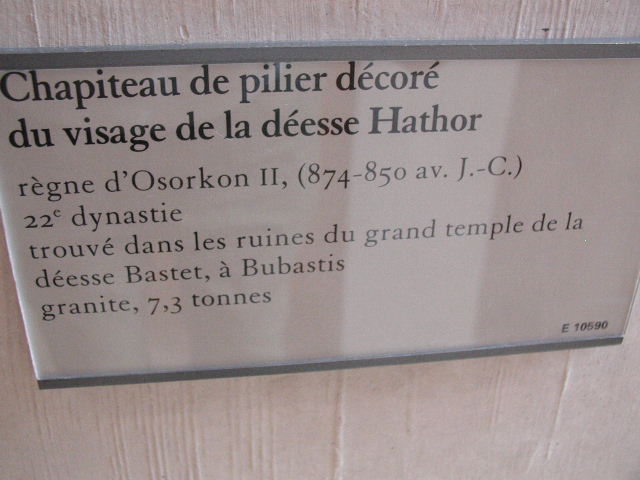 Chapiteau de pilier décoré
du visage de la déesse Hathor
règne d'Osorkon II, (874-850 av. J.-C.)
22e dynastie
trouvé dans les ruines du grand temple de la
déesse Bastet, à Bubastis
granite, 7,3 tonnes
E 10590